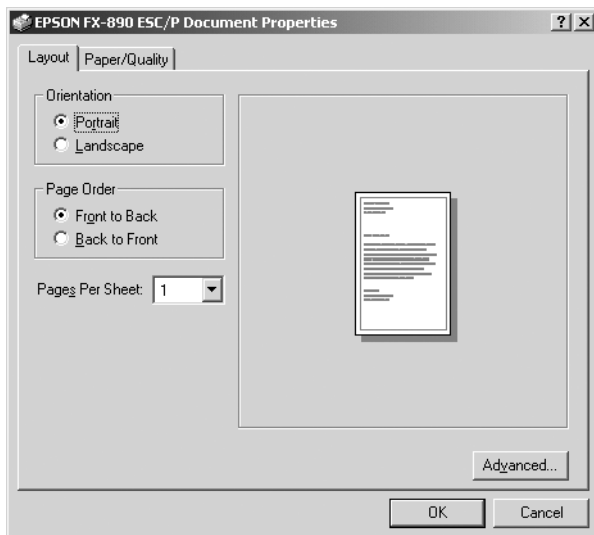 EPSON FX-890 ESC/P Document Properties ? X
Layout Paper/Quality
Orientation
Portrait
Landscape
Page Order
Front to Back
Back to Front
Pages Per Sheet: 1
Advanced...
OK Cancel